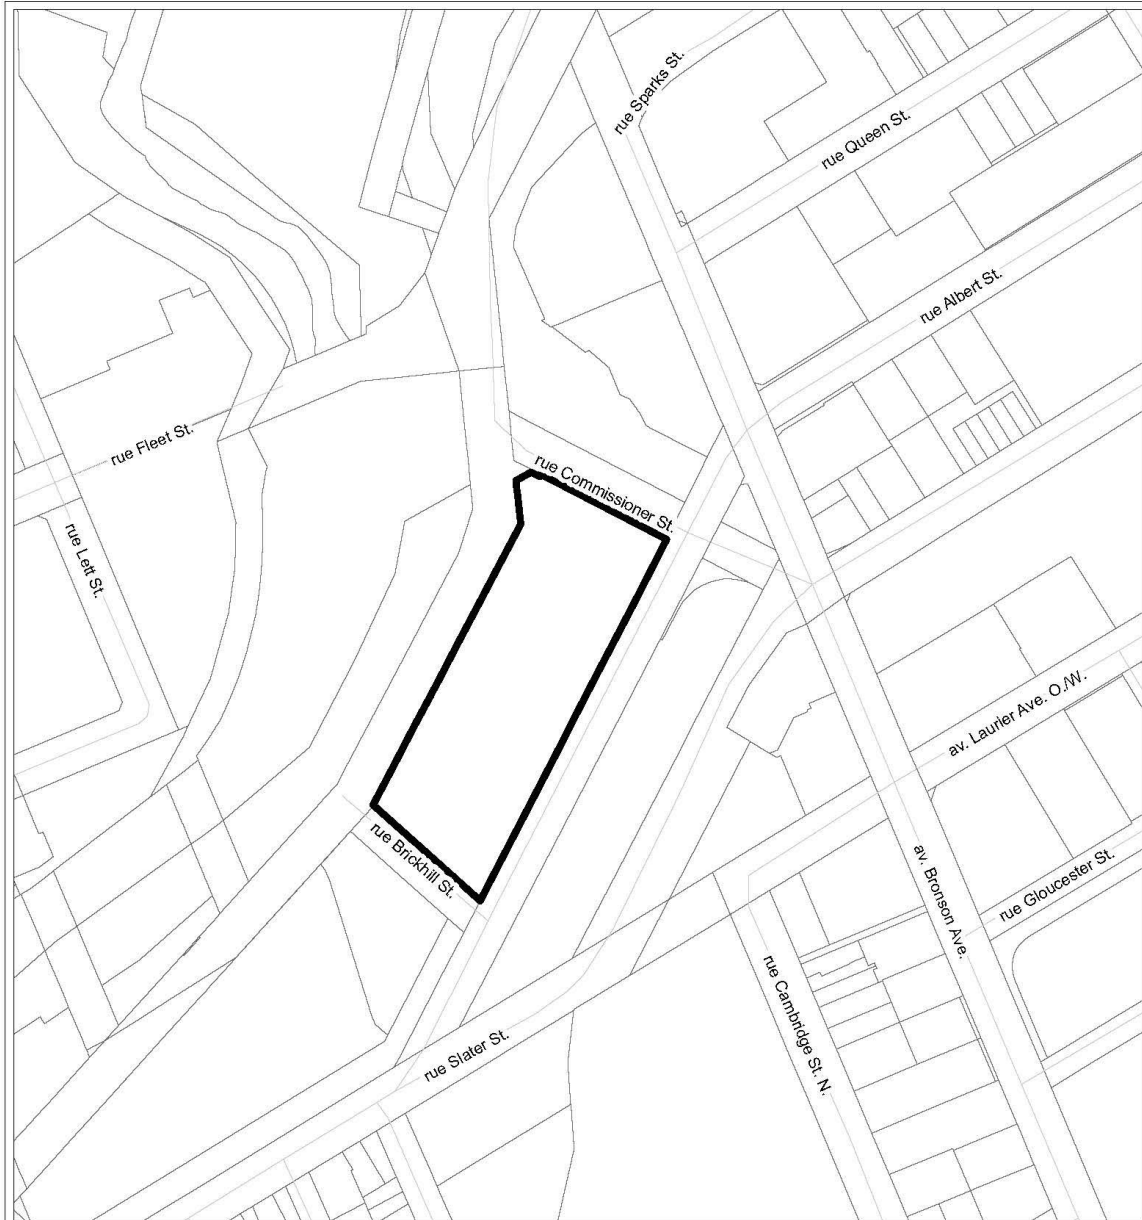 rue Sparks St.
rue Queen St.
rue Albert St.
rue Fleet St.
rue Commissioner St.
rue Lett St.
av. Laurier Ave. O./W.
rue Brickhill St.
av. Bronson Ave.
rue Gloucester St.
rue Cambridge St. N.
rue Slater St.